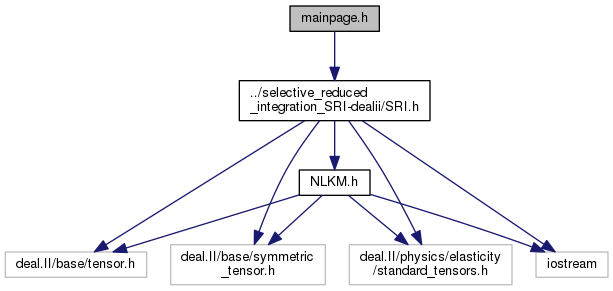 mainpage.h
../selective_reduced
_integration_SRI-dealii/SRI.h
NLKM.h
deal.II/base/tensor.h
deal.II/base/symmetric
_tensor.h
deal.II/physics/elasticity
/standard_tensors.h
iostream